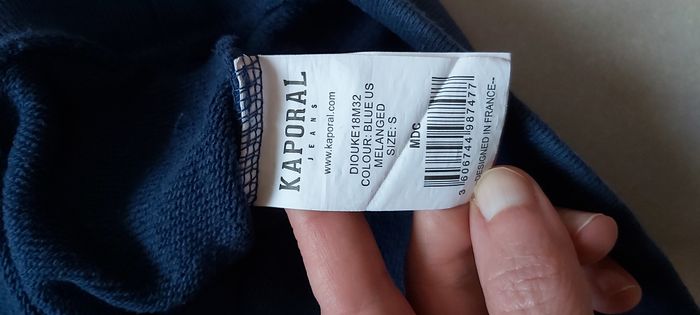 KAPORAL
JEANS
www.kaporal.com
DIOUKE18M32
COLOUR: BLUE US
MELANGED
SIZE: S
MDC
3 606744 987477
DESIGNED IN FRANCE--